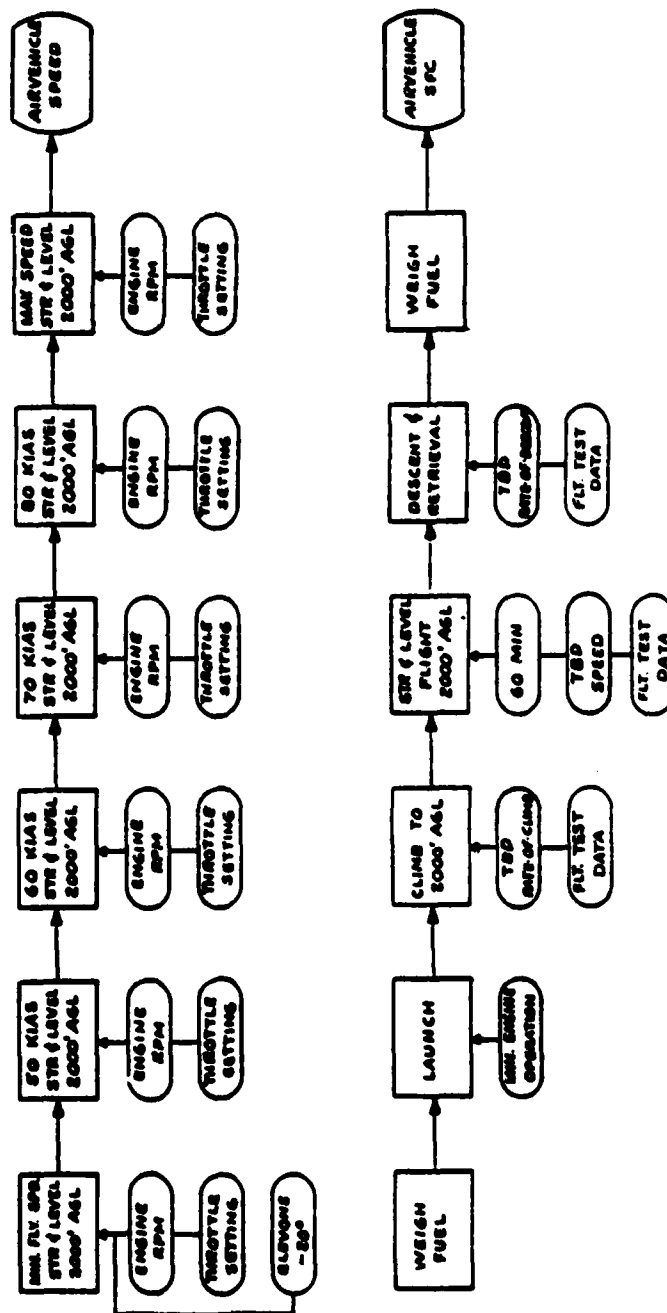 MIN. FLY. SPD.
STR & LEVEL
2000' AGL
ENGINE
RPM
THROTTLE
SETTING
ELEVONS
-20°
50 KIAS
STR & LEVEL
2000' AGL
ENGINE
RPM
THROTTLE
SETTING
60 KIAS
STR & LEVEL
2000' AGL
ENGINE
RPM
THROTTLE
SETTING
70 KIAS
STR & LEVEL
2000' AGL
ENGINE
RPM
THROTTLE
SETTING
80 KIAS
STR & LEVEL
2000' AGL
ENGINE
RPM
THROTTLE
SETTING
MAX SPEED
STR & LEVEL
2000' AGL
ENGINE
RPM
THROTTLE
SETTING
AIRVEHICLE
SPEED
WEIGH
FUEL
LAUNCH
MIN. ENGINE
OPERATION
CLIMB TO
2000' AGL
TBD
RATE-OF-CLIMB
FLT. TEST
DATA
STR & LEVEL
FLIGHT
2000' AGL
60 MIN
TBD
SPEED
FLT. TEST
DATA
DESCENT &
RETRIEVAL
TBD
RATE-OF-DESCENT
FLT. TEST
DATA
WEIGH
FUEL
AIRVEHICLE
SFC